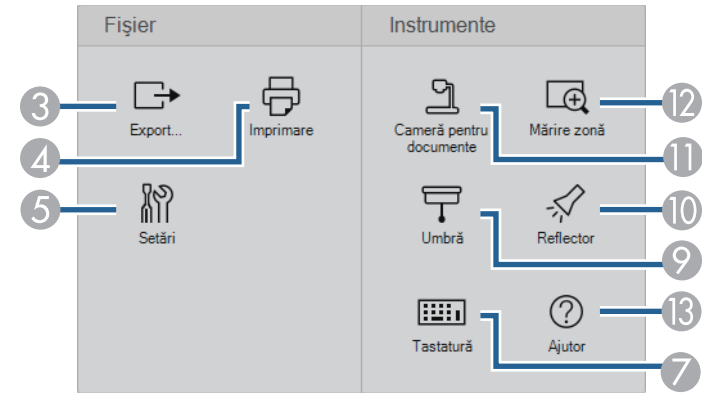 Fişier
Instrumente
3
Export...
4
Imprimare
Cameră pentru
documente
11
Mărire zonă
12
5
Setări
Umbră
9
Reflector
10
Tastatură
7
Ajutor
13